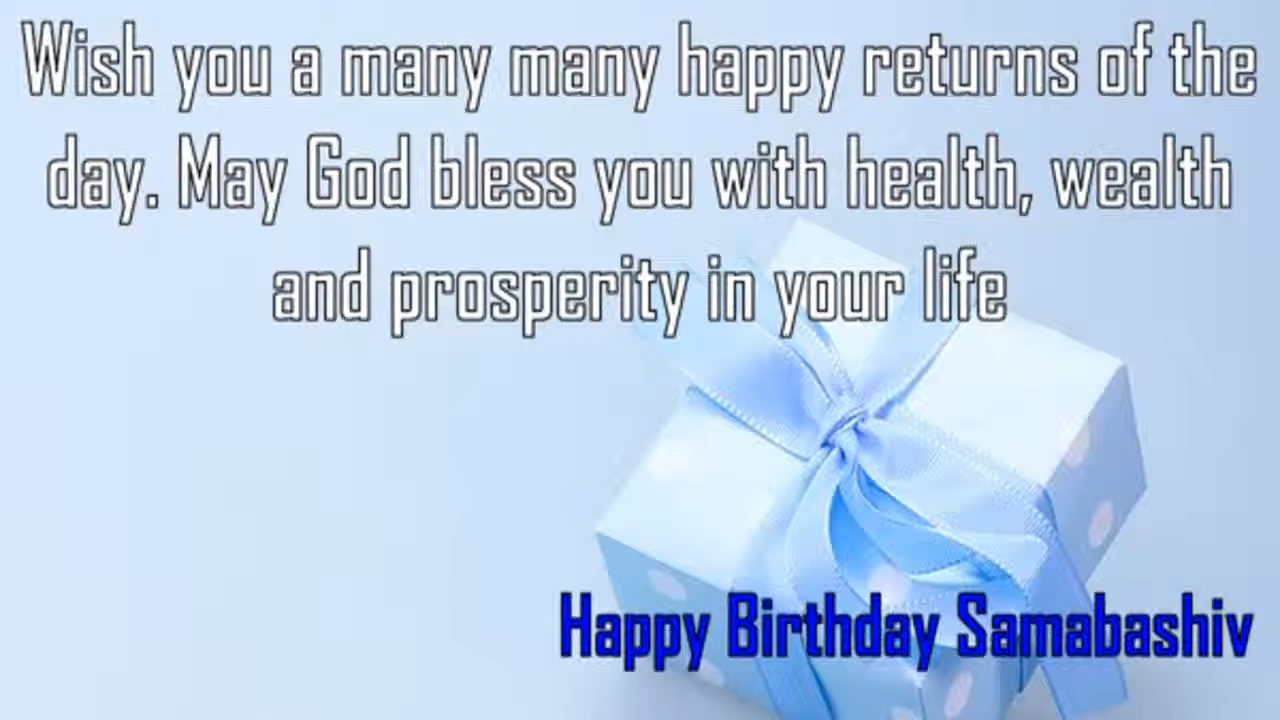 Wish you a many many happy returns of the
day. May God bless you with health, wealth
and prosperity in your life
Happy Birthday Samabashiv